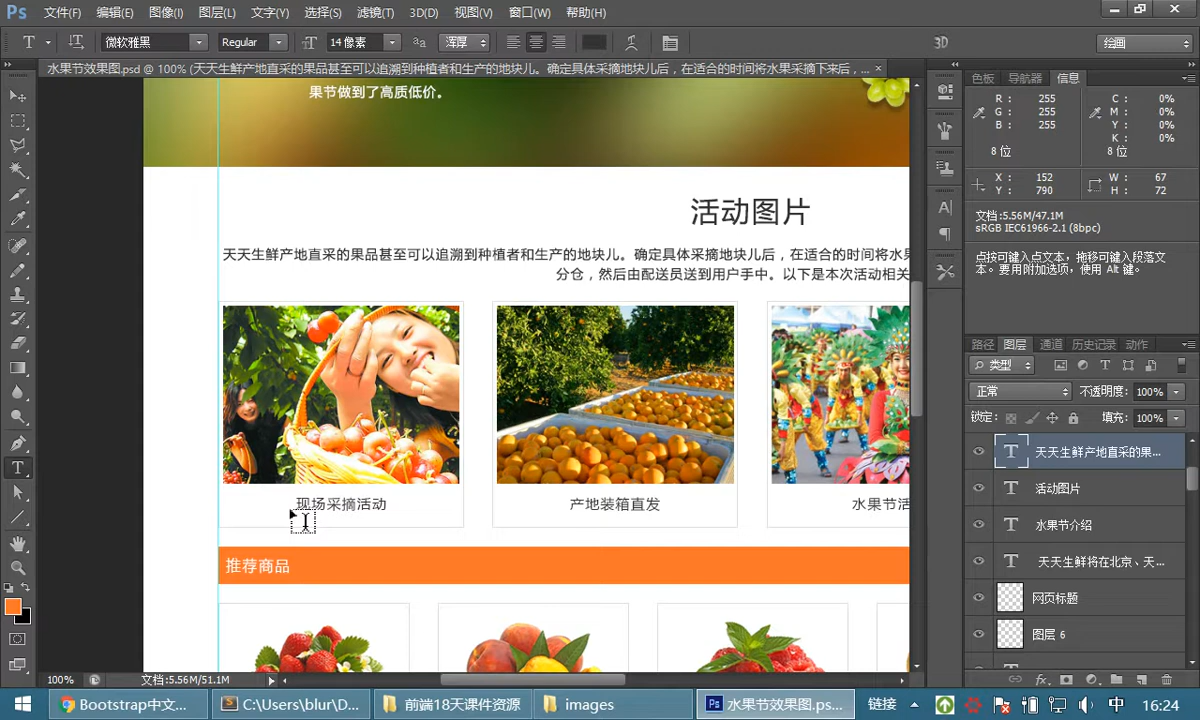 Ps 文件(F) 编辑(E) 图像(I) 图层(L) 文字(Y) 选择(S) 滤镜(T) 3D(D) 视图(V) 窗口(W) 帮助(H)
T 微软雅黑 Regular 14 像素 aa 浑厚 3D 绘画
水果节效果图.psd @ 100% (天天生鲜产地直采的果品甚至可以追溯到种植者和生产的地块儿。确定具体采摘地块儿后，在适合的时间将水果采摘下来后，... ×
果节做到了高质低价。
活动图片
天天生鲜产地直采的果品甚至可以追溯到种植者和生产的地块儿。确定具体采摘地块儿后，在适合的时间将水果
分仓，然后由配送员送到用户手中。以下是本次活动相关
现场采摘活动
产地装箱直发
水果节活
推荐商品
100% 文档:5.56M/51.1M
色板 导航器 信息
R : 255 C : 0%
G : 255 M : 0%
B : 255 Y : 0%
K : 0%
8 位 8 位
X : 152 W : 67
Y : 790 H : 72
文档:5.56M/47.1M
sRGB IEC61966-2.1 (8bpc)
点按可键入点文本，拖移可键入段落文
本。要用附加选项，使用 Alt 键。
路径 图层 通道 历史记录 动作
类型
正常 不透明度: 100%
锁定: 填充: 100%
T 天天生鲜产地直采的果...
T 活动图片
T 水果节介绍
T 天天生鲜将在北京、天...
网页标题
图层 6
Bootstrap中文... C:\Users\blur\D... 前端18天课件资源 images Ps 水果节效果图.ps... 链接 中 16:24